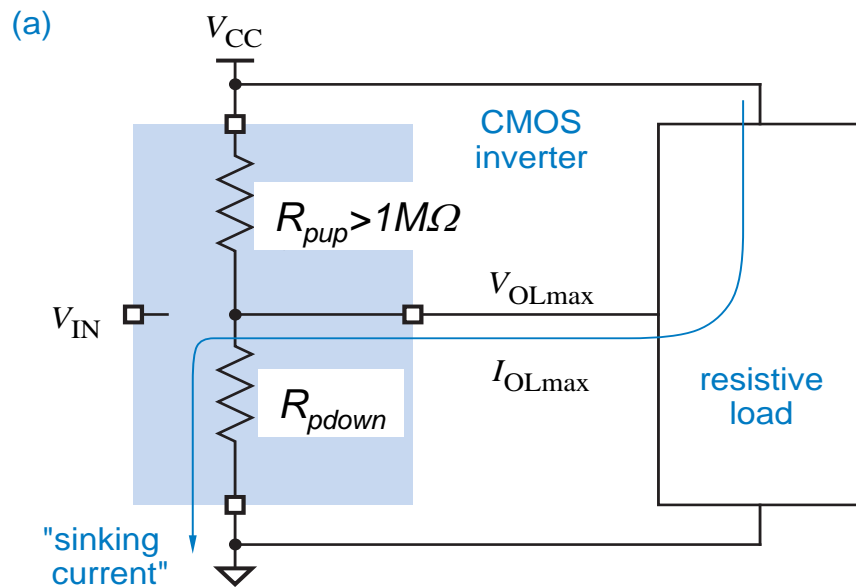 (a)
VCC
CMOS
inverter
Rpup>1MΩ
VIN
VOLmax
IOLmax
Rpdown
resistive
load
"sinking
current"